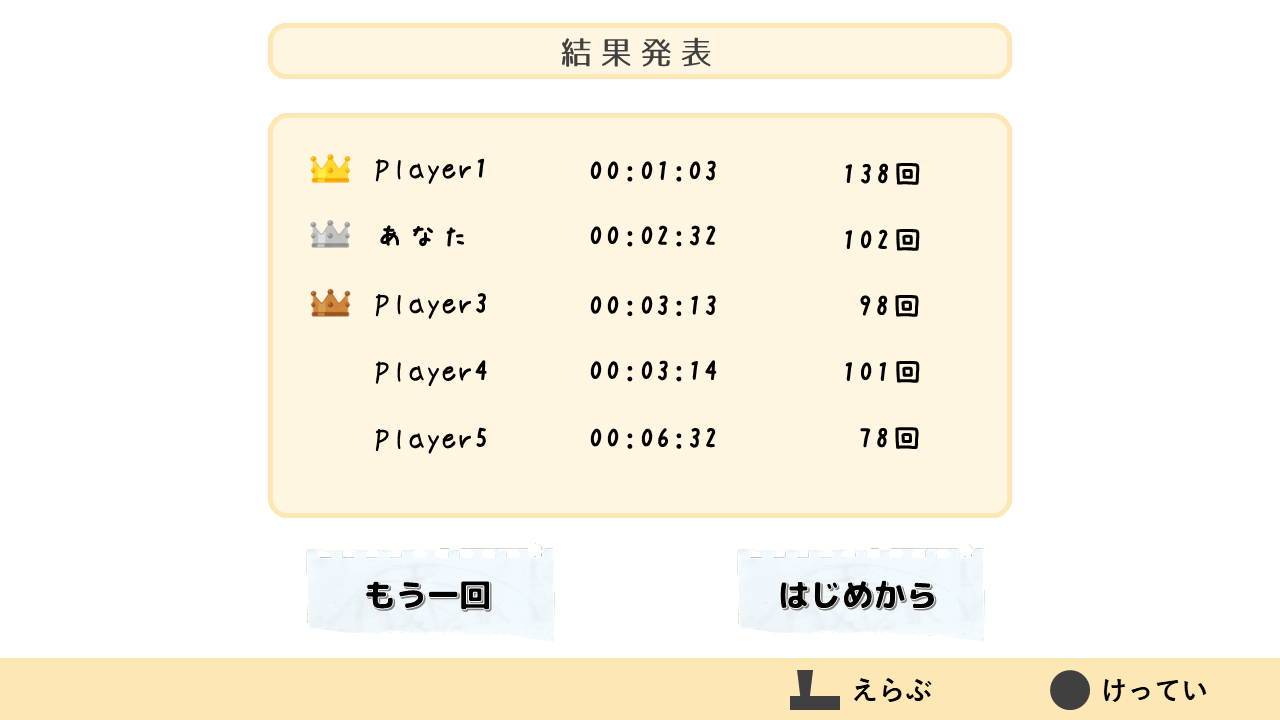 結果発表
Player1 00:01:03 138回
あなた 00:02:32 102回
Player3 00:03:13 98回
Player4 00:03:14 101回
Player5 00:06:32 78回
もう一回 はじめから
えらぶ けってい